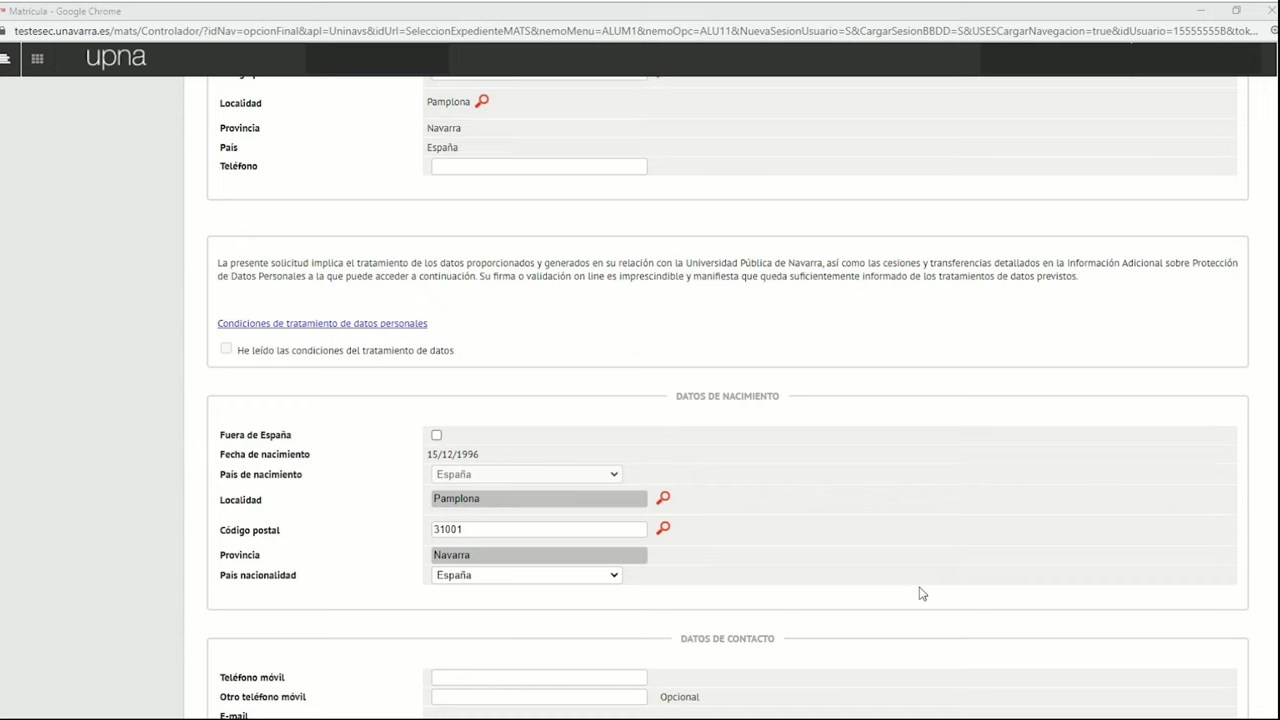 Matrícula - Google Chrome
testesec.unavarra.es/mats/Controlador/?idNav=opcionFinal&apl=Uninavs&idUrl=SeleccionExpedienteMATS&nemoMenu=ALUM1&nemoOpc=ALU11&NuevaSesionUsuario=S&CargarSesionBBDD=S&USESCargarNavegacion=true&idUsuario=15555555B&tok...
upna
Localidad Pamplona
Provincia Navarra
País España
Teléfono
La presente solicitud implica el tratamiento de los datos proporcionados y generados en su relación con la Universidad Pública de Navarra, así como las cesiones y transferencias detallados en la Información Adicional sobre Protección
de Datos Personales a la que puede acceder a continuación. Su firma o validación on line es imprescindible y manifiesta que queda suficientemente informado de los tratamientos de datos previstos.
Condiciones de tratamiento de datos personales
He leído las condiciones del tratamiento de datos
DATOS DE NACIMIENTO
Fuera de España
Fecha de nacimiento 15/12/1996
País de nacimiento España
Localidad Pamplona
Código postal 31001
Provincia Navarra
País nacionalidad España
DATOS DE CONTACTO
Teléfono móvil
Otro teléfono móvil Opcional
E-mail